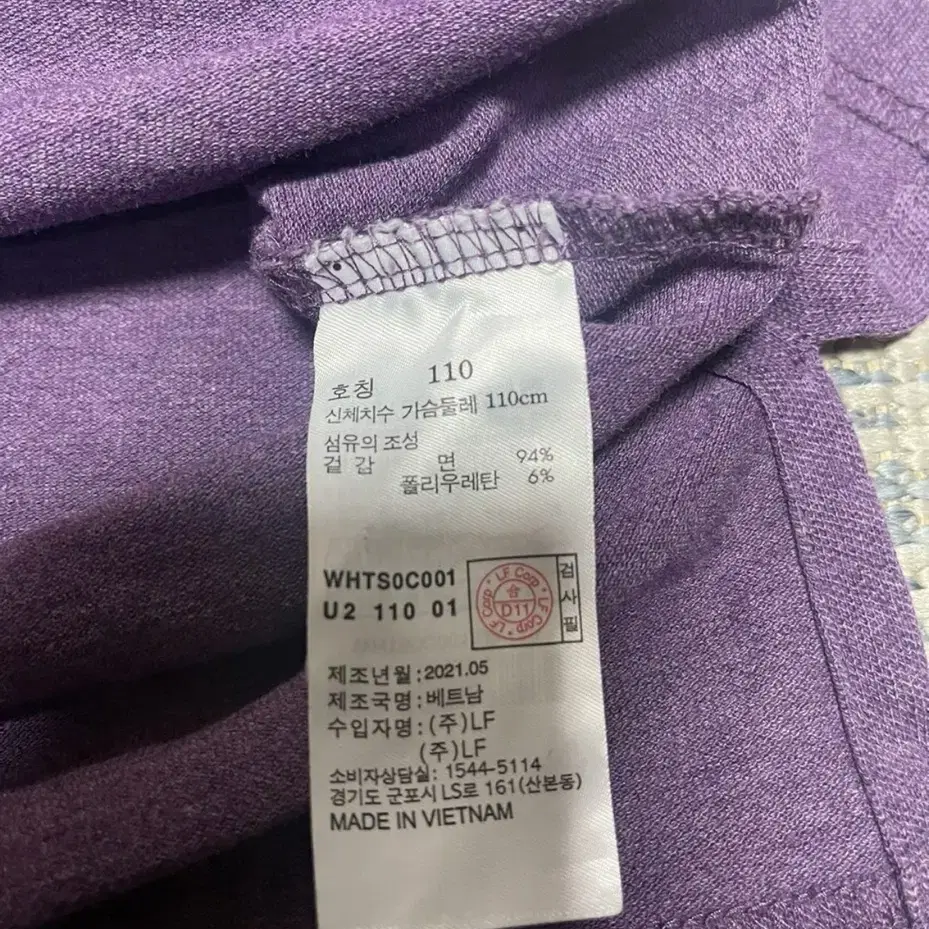 호칭 110
신체치수 가슴둘레 110cm
섬유의 조성
겉 감 면 94%
폴리우레탄 6%
WHTS0C001
U2 110 01
LF Corp · LF Corp · LF Corp ·
合
D11
검사필
제조년월:2021.05
제조국명:베트남
수입자명:(주)LF
(주)LF
소비자상담실: 1544-5114
경기도 군포시 LS로 161(산본동)
MADE IN VIETNAM